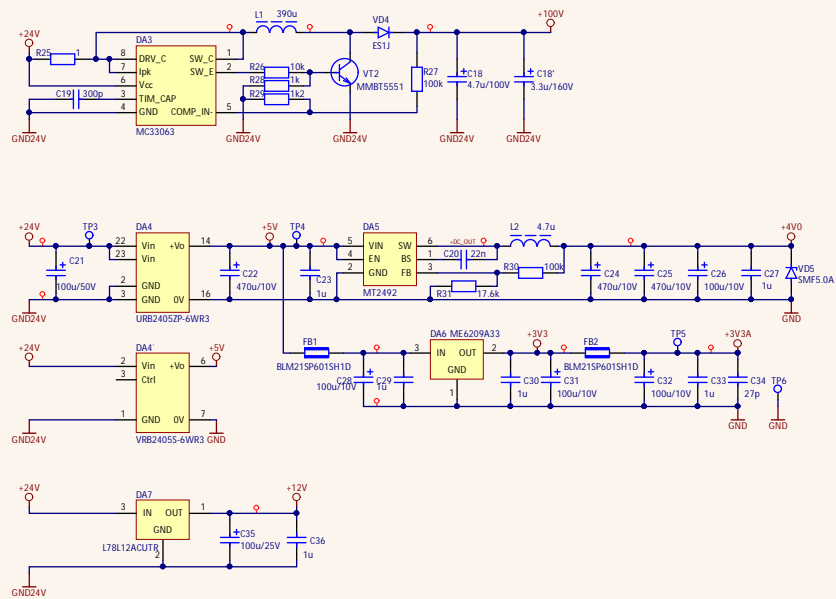 +24V
R25 1
DA3
8 DRV_C SW_C 1
7 Ipk SW_E 2
6 Vcc
3 TIM_CAP
4 GND COMP_IN- 5
MC33063
C19 300p
GND24V
L1 390u
R26 10k
R28 1k
R29 1k2
GND24V
VT2
MMBT5551
GND24V
VD4
ES1J
R27
100k
C18
4.7u/100V
GND24V
+100V
C18'
3.3u/160V
GND24V
+24V
TP3
C21
100u/50V
GND24V
DA4
22 Vin +Vo 14
23 Vin
2 GND
3 GND 0V 16
URB2405ZP-6WR3
C22
470u/10V
+5V
TP4
C23
1u
DA5
5 VIN SW 6
4 EN BS 1
2 GND FB 3
MT2492
+DC_OUT
C20 22n
R30 100k
R31 17.6k
L2 4.7u
C24
470u/10V
C25
470u/10V
C26
100u/10V
C27
1u
+4V0
VD5
SMF5.0A
GND
+24V
DA4'
2 Vin +Vo 6
3 Ctrl
1 GND 0V 7
VRB2405S-6WR3
GND24V
+5V
GND
FB1
BLM21SP601SH1D
C28
100u/10V
C29
1u
DA6 ME6209A33
3 IN OUT 2
GND
1
C30
1u
+3V3
C31
100u/10V
FB2
BLM21SP601SH1D
C32
100u/10V
TP5
C33
1u
+3V3A
C34
27p
GND
TP6
GND
+24V
DA7
3 IN OUT 1
GND
2
L78L12ACUTR
GND24V
C35
100u/25V
+12V
C36
1u